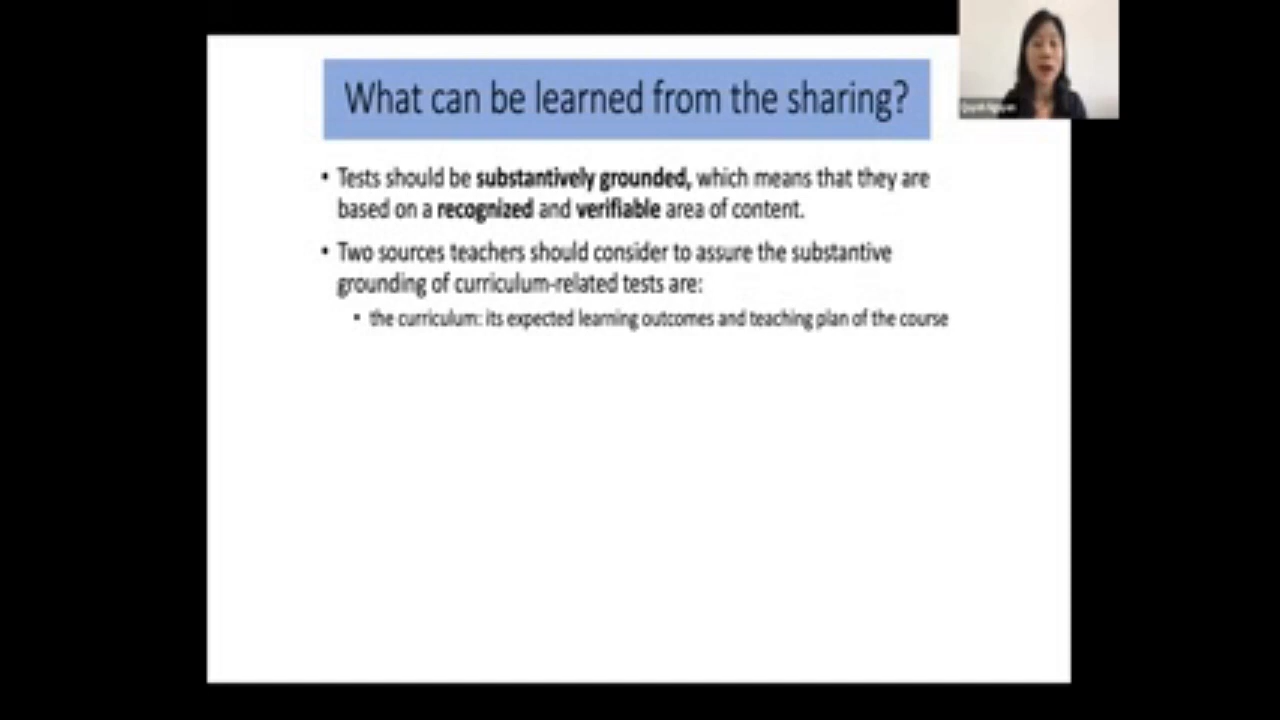 What can be learned from the sharing?
• Tests should be substantively grounded, which means that they are
based on a recognized and verifiable area of content.
• Two sources teachers should consider to assure the substantive
grounding of curriculum-related tests are:
• the curriculum: its expected learning outcomes and teaching plan of the course
Quynh Nguyen